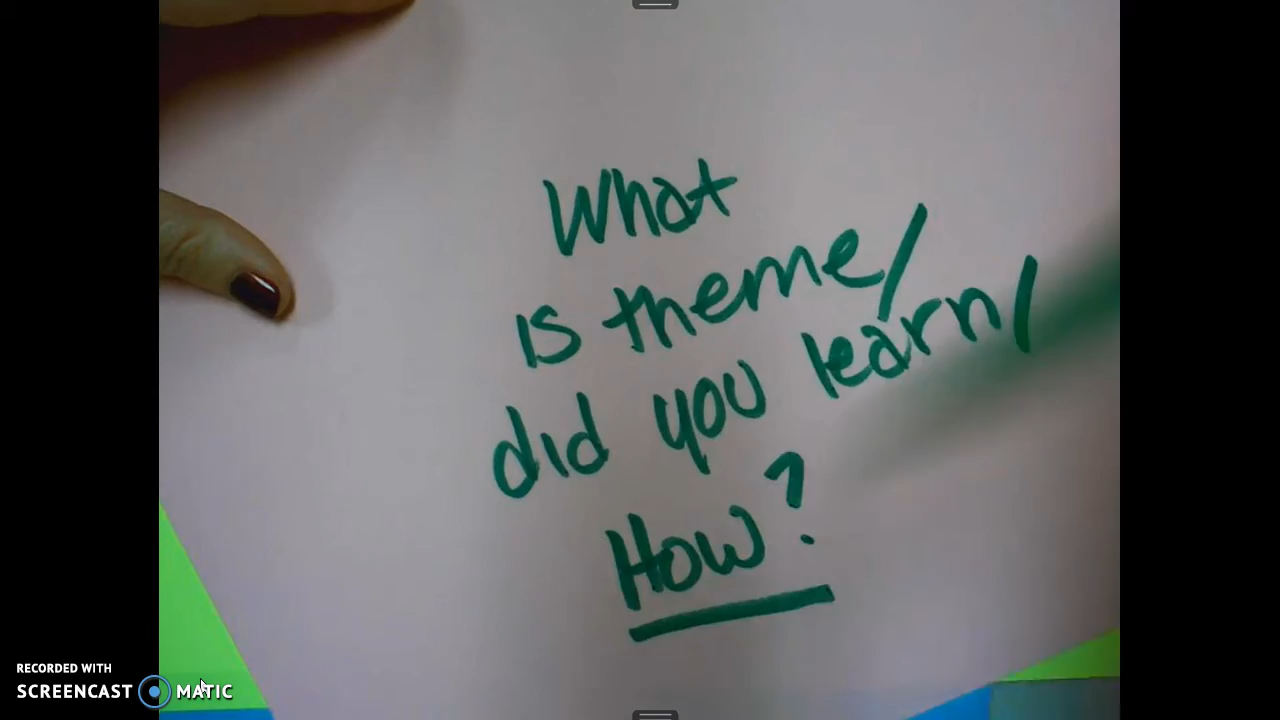 What
is theme/
did you learn/
How?
RECORDED WITH
SCREENCAST MATIC